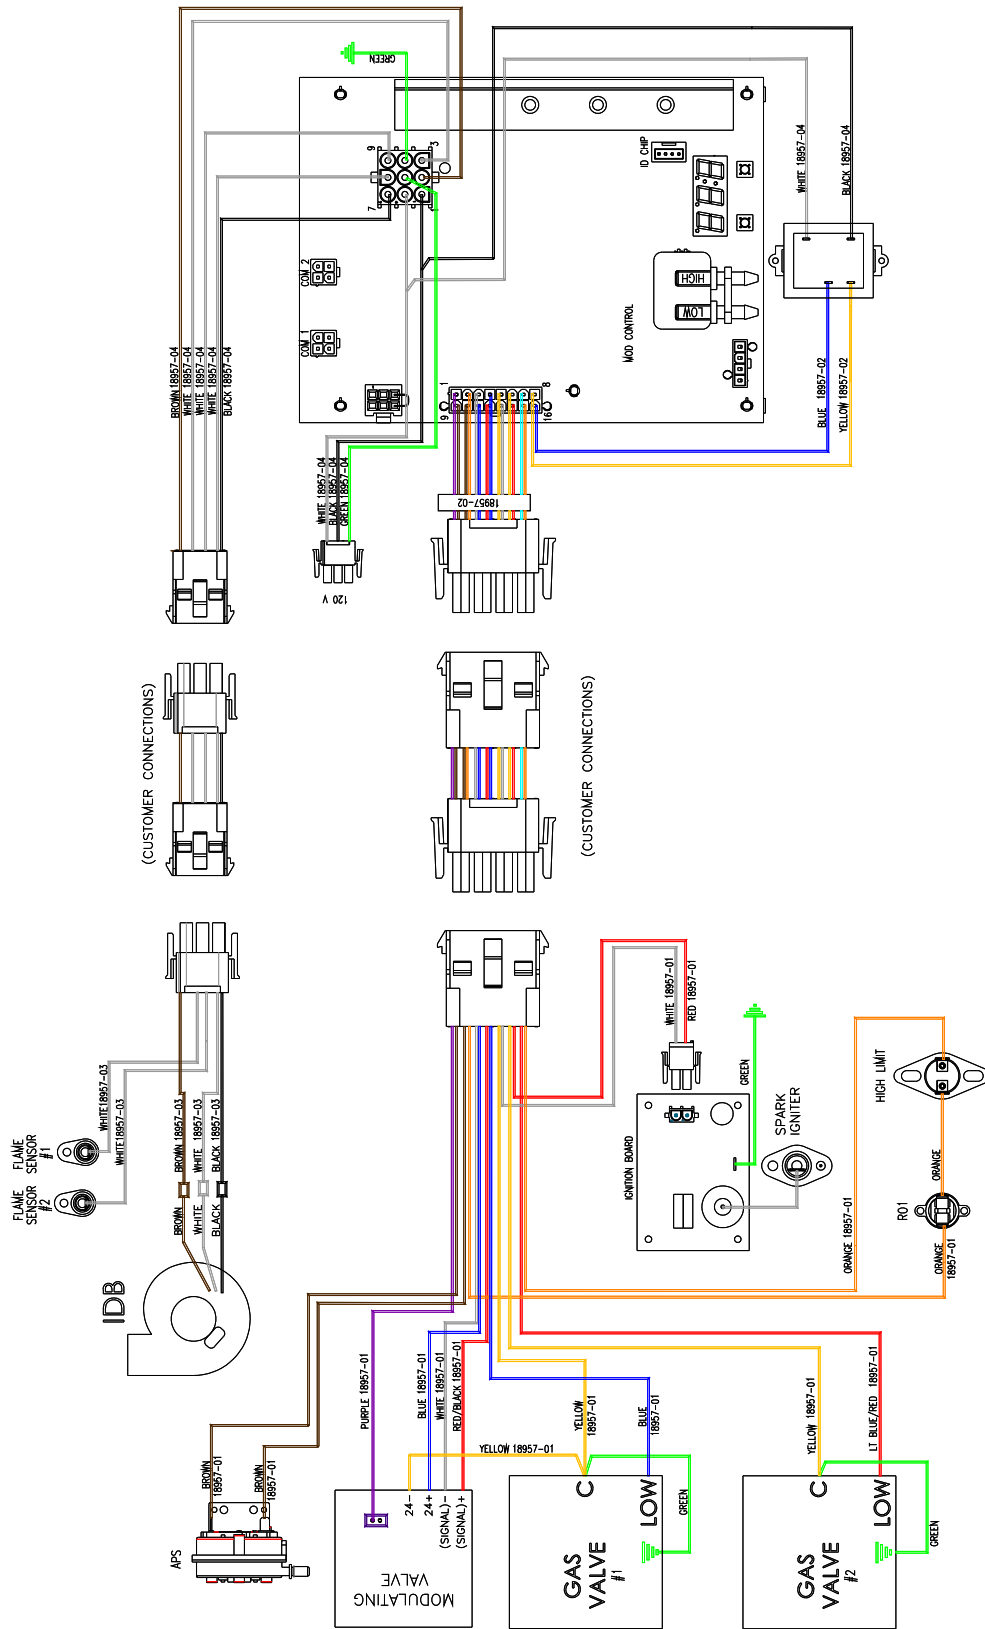 GREEN
9
3
7
1
COM 2
COM 1
ID CHIP
HIGH
LOW
MOD CONTROL
1
8
9
16
WHITE 18957-04
BLACK 18957-04
BLUE 18957-02
YELLOW 18957-02
BROWN 18957-04
WHITE 18957-04
WHITE 18957-04
WHITE 18957-04
BLACK 18957-04
WHITE 18957-04
BLACK 18957-04
GREEN 18957-04
120 V
18957-02
(CUSTOMER CONNECTIONS)
(CUSTOMER CONNECTIONS)
FLAME
SENSOR
#1
FLAME
SENSOR
#2
WHITE18957-03
WHITE18957-03
BROWN 18957-03
WHITE 18957-03
BLACK 18957-03
BROWN
WHITE
BLACK
IDB
WHITE 18957-01
RED 18957-01
GREEN
IGNITION BOARD
SPARK
IGNITER
HIGH LIMIT
ORANGE
RO1
ORANGE 18957-01
ORANGE
18957-01
BROWN
18957-01
BROWN
18957-01
APS
PURPLE 18957-01
BLUE 18957-01
WHITE 18957-01
RED/BLACK 18957-01
YELLOW 18957-01
24-
24+
(SIGNAL)-
(SIGNAL)+
MODULATING
VALVE
YELLOW
18957-01
BLUE
18957-01
C
LOW
GREEN
GAS
VALVE
#1
YELLOW 18957-01
LT BLUE/RED 18957-01
C
LOW
GREEN
GAS
VALVE
#2